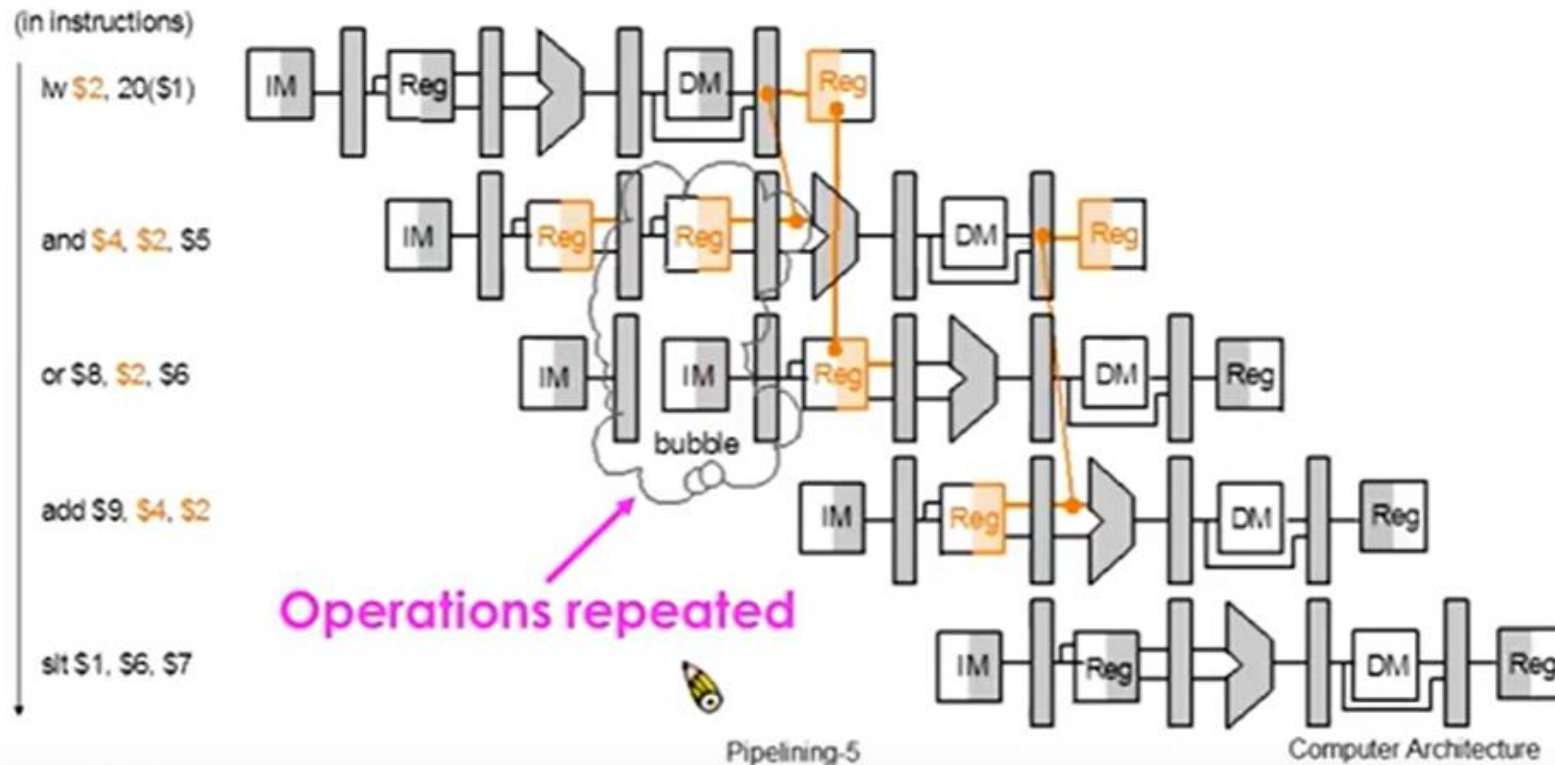 (in instructions)
lw $2, 20($1)
IM Reg DM Reg
and $4, $2, $5
IM Reg Reg DM Reg
or $8, $2, $6
IM IM Reg DM Reg
bubble
add $9, $4, $2
IM Reg DM Reg
Operations repeated
slt $1, $6, $7
IM Reg DM Reg
Pipelining-5
Computer Architecture